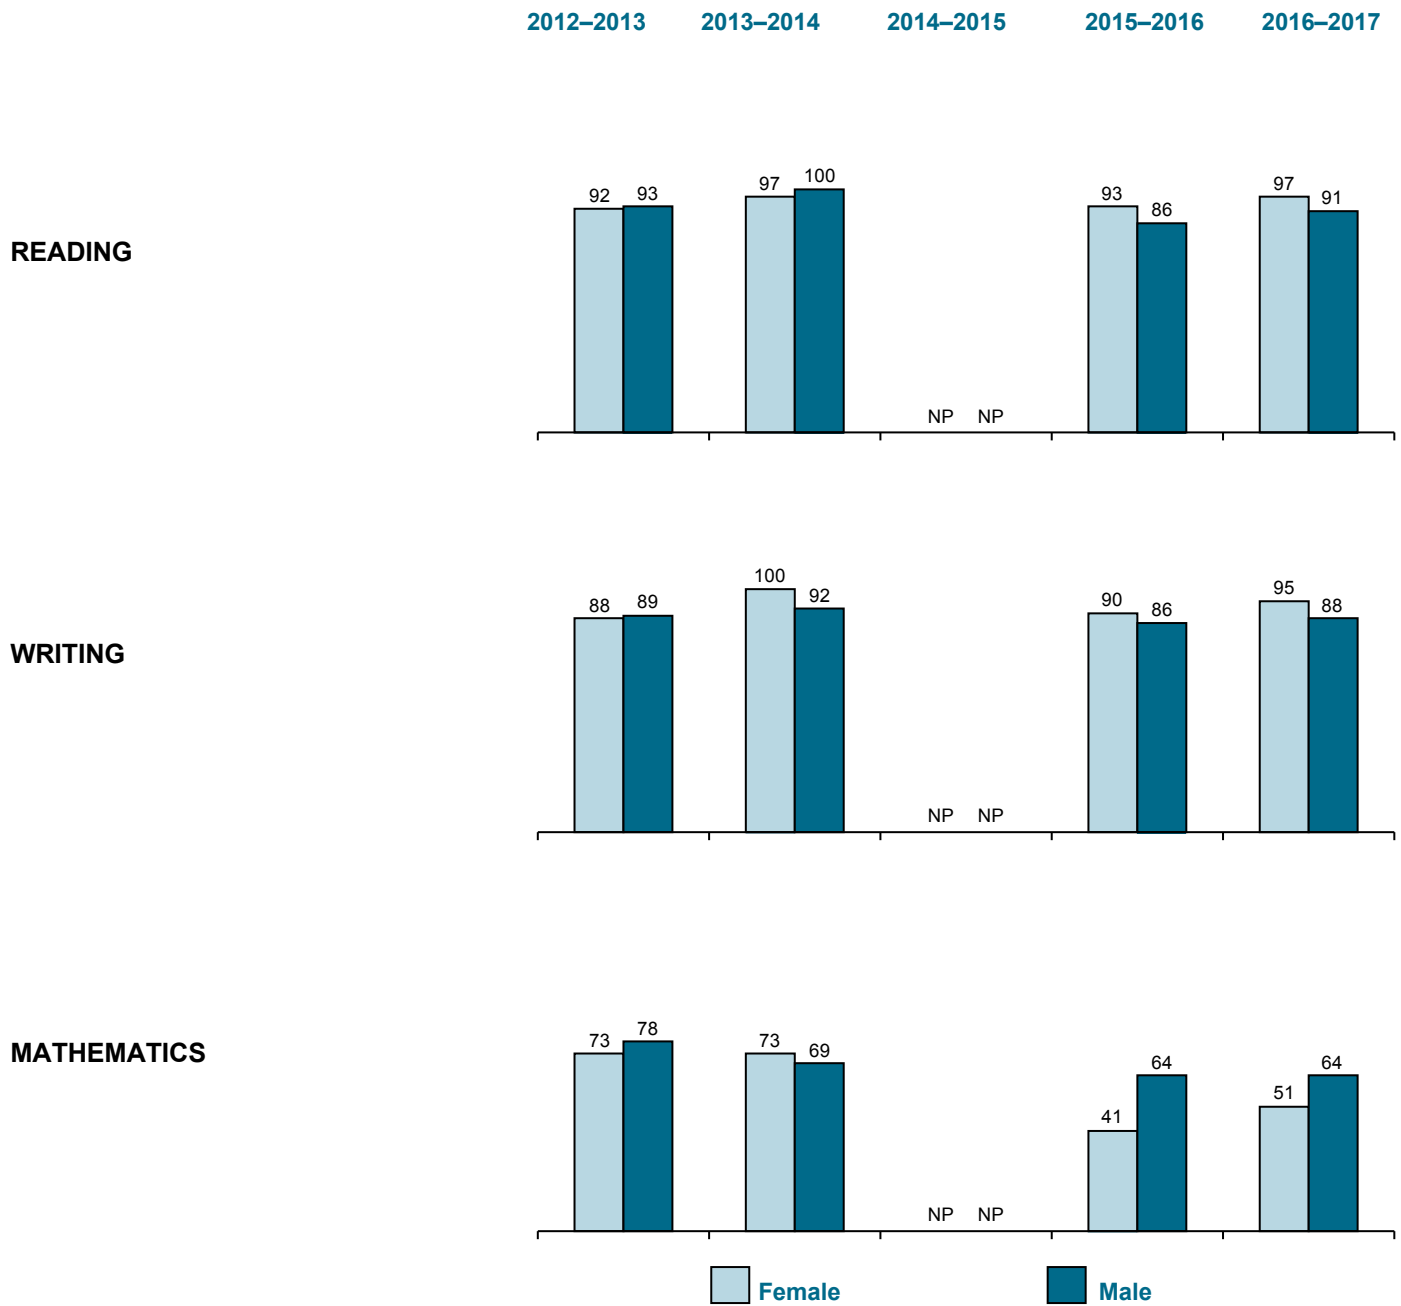 2012–2013 2013–2014 2014–2015 2015–2016 2016–2017
READING
92 93 97 100 NP NP 93 86 97 91
WRITING
88 89 100 92 NP NP 90 86 95 88
MATHEMATICS
73 78 73 69 NP NP 41 64 51 64
Female Male